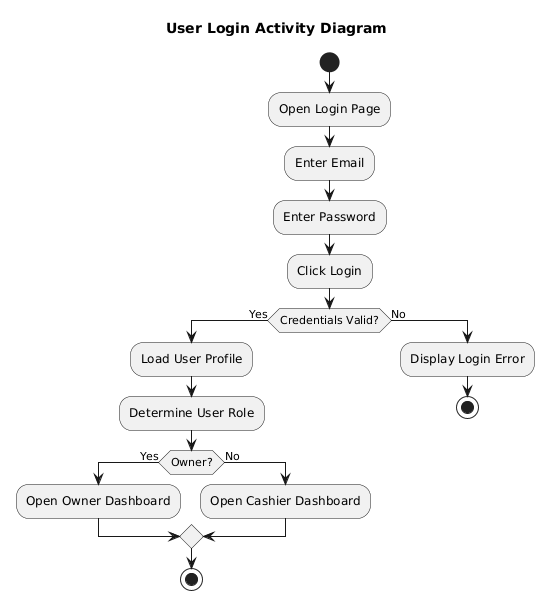 User Login Activity Diagram
Open Login Page
Enter Email
Enter Password
Click Login
Yes
Credentials Valid?
No
Load User Profile
Display Login Error
Determine User Role
Yes
Owner?
No
Open Owner Dashboard
Open Cashier Dashboard